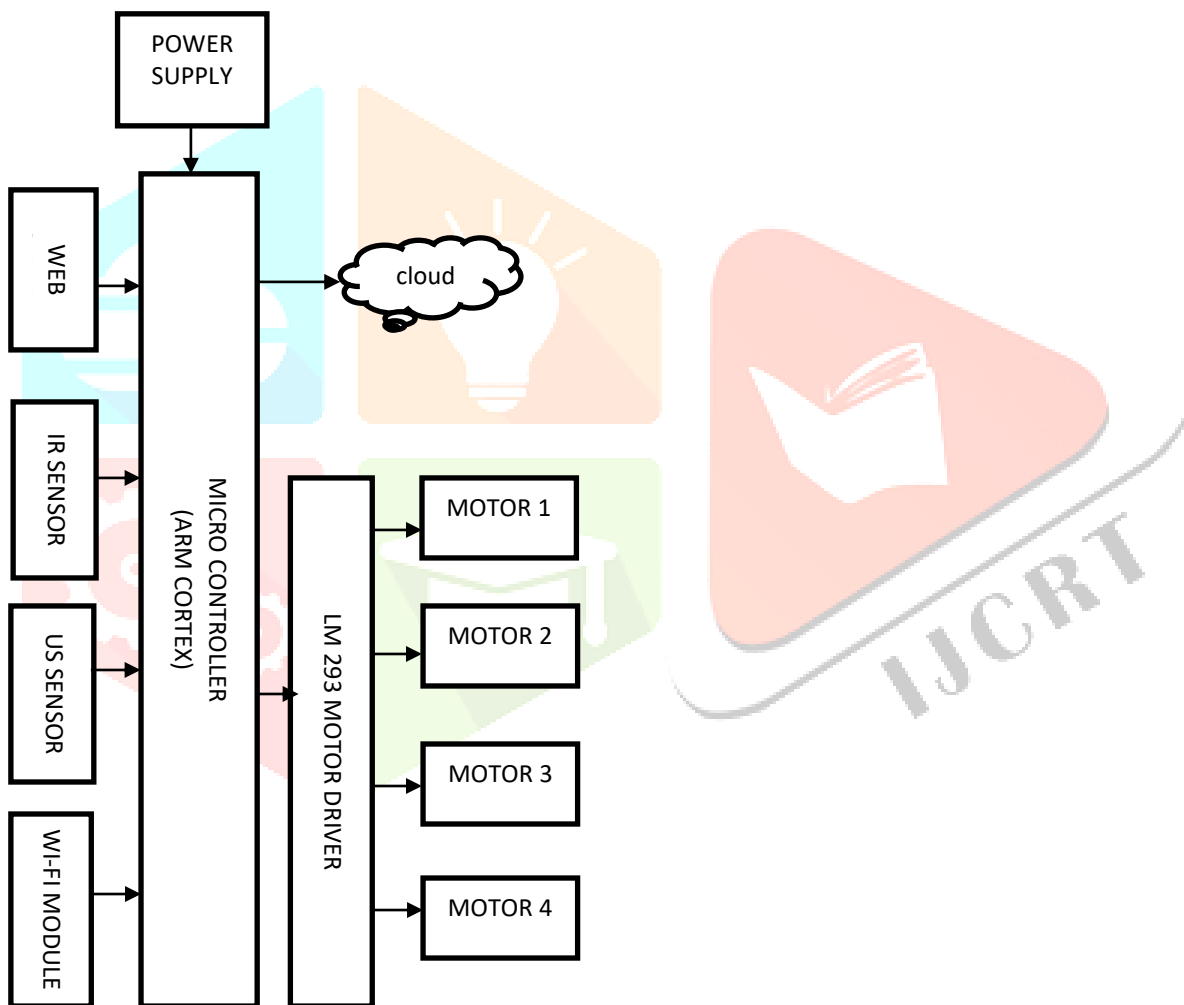 POWER
SUPPLY
WEB
cloud
IR SENSOR
MICRO CONTROLLER
(ARM CORTEX)
US SENSOR
WI-FI MODULE
LM 293 MOTOR DRIVER
MOTOR 1
MOTOR 2
MOTOR 3
MOTOR 4
IJCRT